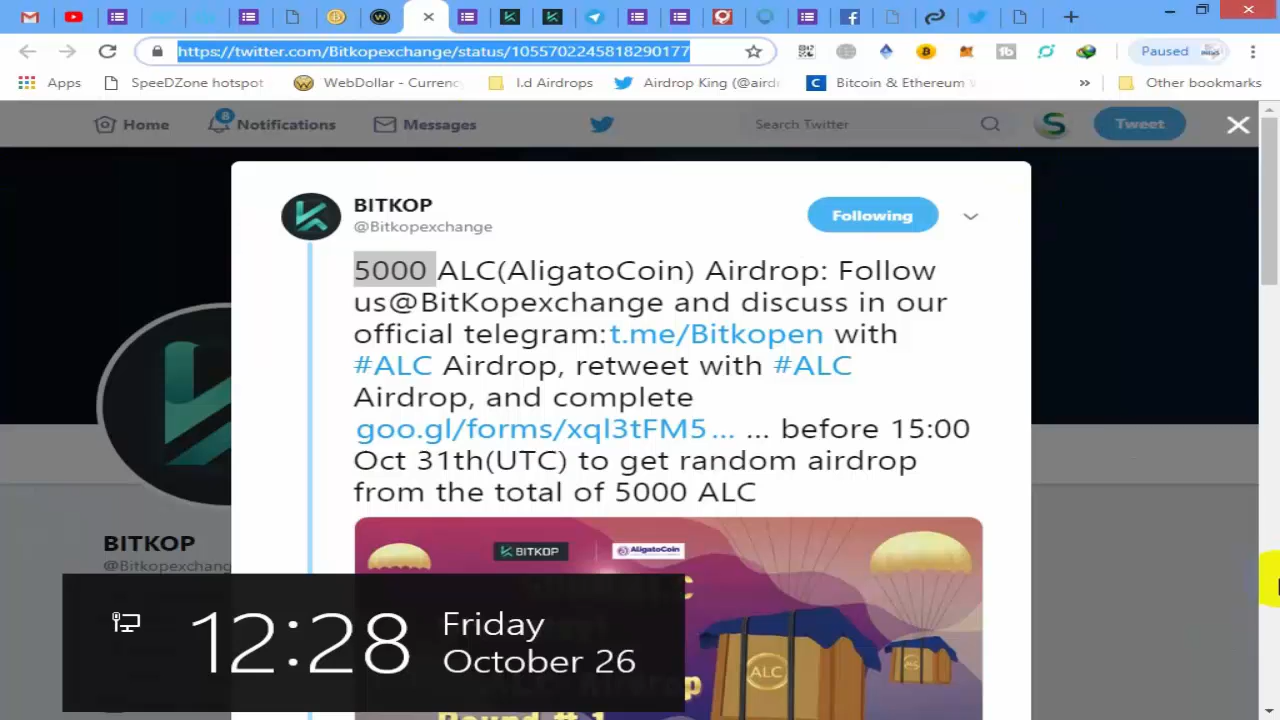 https://twitter.com/Bitkopexchange/status/1055702245818290177
Paused
Apps
SpeeDZone hotspot
WebDollar - Currenc
I.d Airdrops
Airdrop King (@aird
Bitcoin & Ethereum
»
Other bookmarks
Home
8
Notifications
Messages
Search Twitter
Tweet
BITKOP
@Bitkopexchange
Following
5000 ALC(AligatoCoin) Airdrop: Follow
us@BitKopexchange and discuss in our
official telegram:t.me/Bitkopen with
#ALC Airdrop, retweet with #ALC
Airdrop, and complete
goo.gl/forms/xql3tFM5... ... before 15:00
Oct 31th(UTC) to get random airdrop
from the total of 5000 ALC
BITKOP
AligatoCoin
BITKOP
@Bitkopexchang
ALC
Round # 1
12:28
Friday
October 26